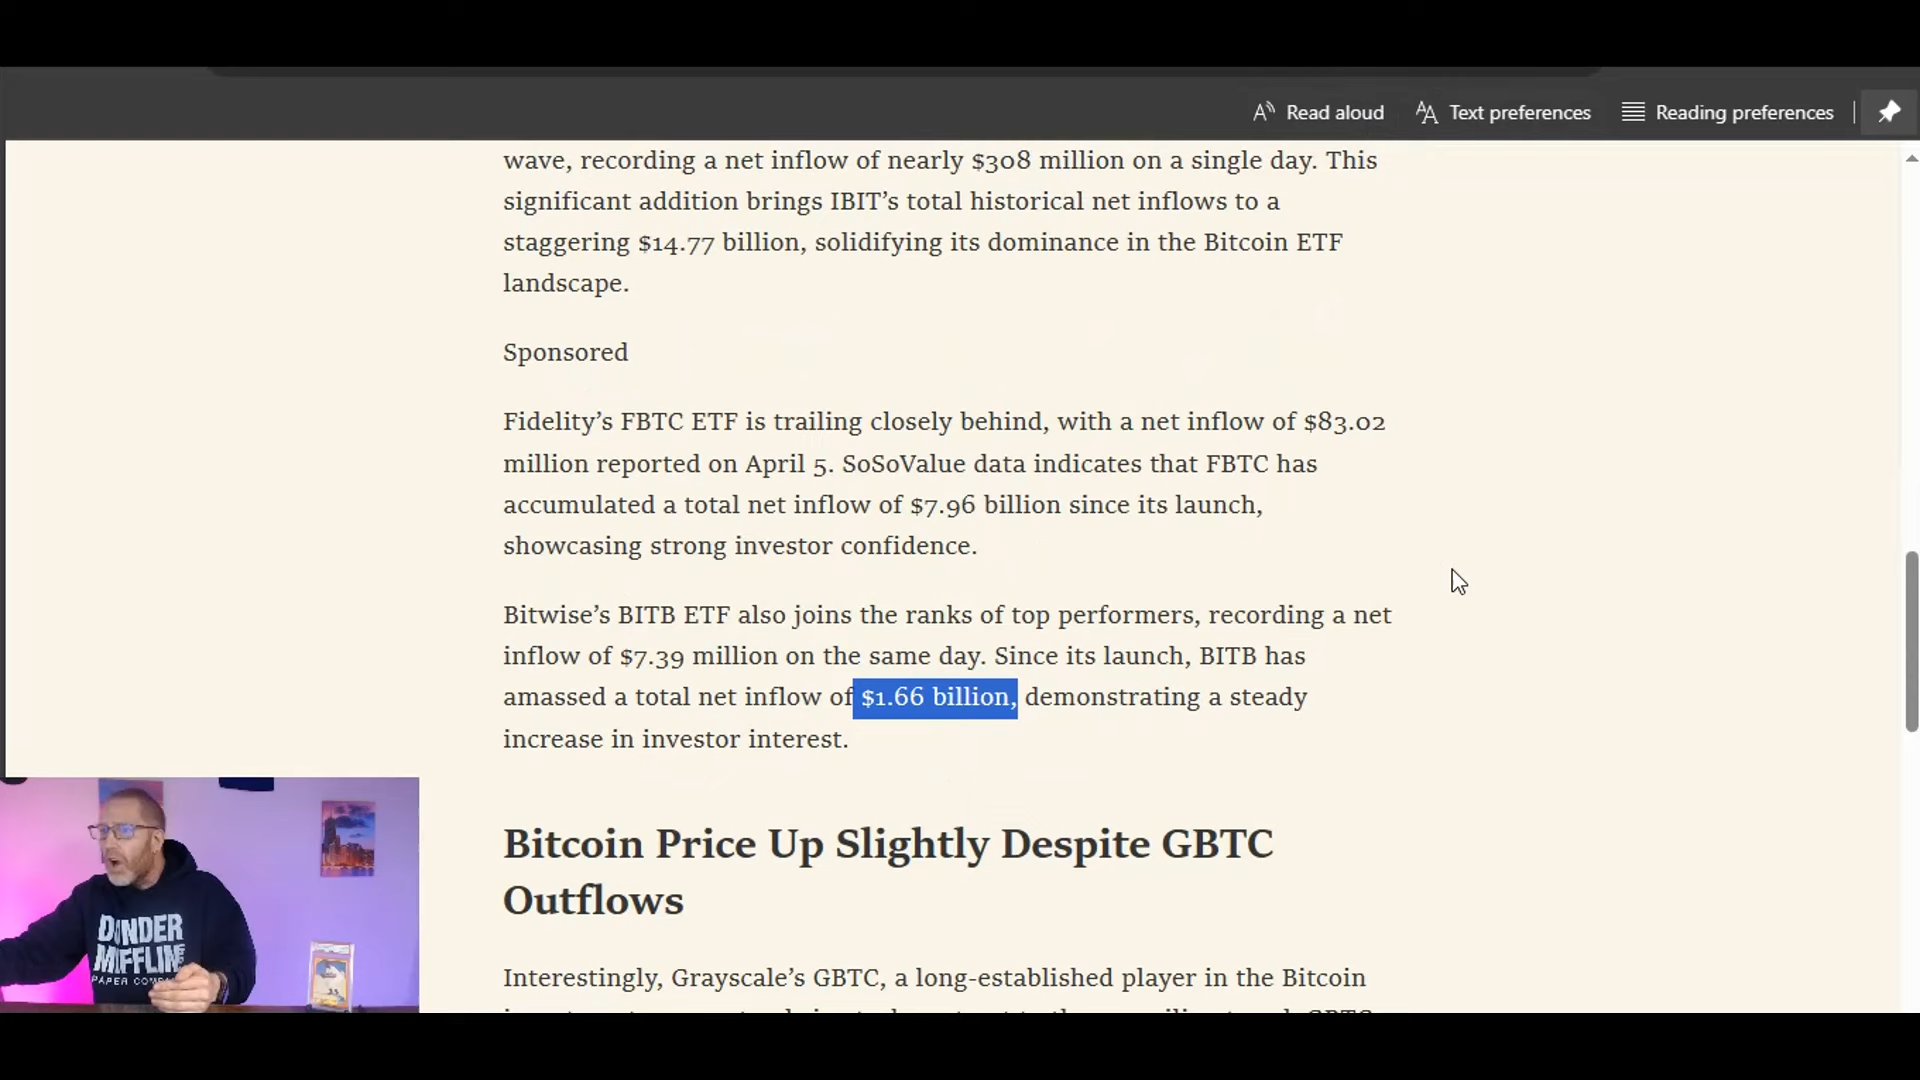 Read aloud
Text preferences
Reading preferences
wave, recording a net inflow of nearly $308 million on a single day. This
significant addition brings IBIT’s total historical net inflows to a
staggering $14.77 billion, solidifying its dominance in the Bitcoin ETF
landscape.
Sponsored
Fidelity’s FBTC ETF is trailing closely behind, with a net inflow of $83.02
million reported on April 5. SoSoValue data indicates that FBTC has
accumulated a total net inflow of $7.96 billion since its launch,
showcasing strong investor confidence.
Bitwise’s BITB ETF also joins the ranks of top performers, recording a net
inflow of $7.39 million on the same day. Since its launch, BITB has
amassed a total net inflow of $1.66 billion, demonstrating a steady
increase in investor interest.
Bitcoin Price Up Slightly Despite GBTC
Outflows
Interestingly, Grayscale’s GBTC, a long-established player in the Bitcoin
DUNDER
MIFFLIN
PAPER